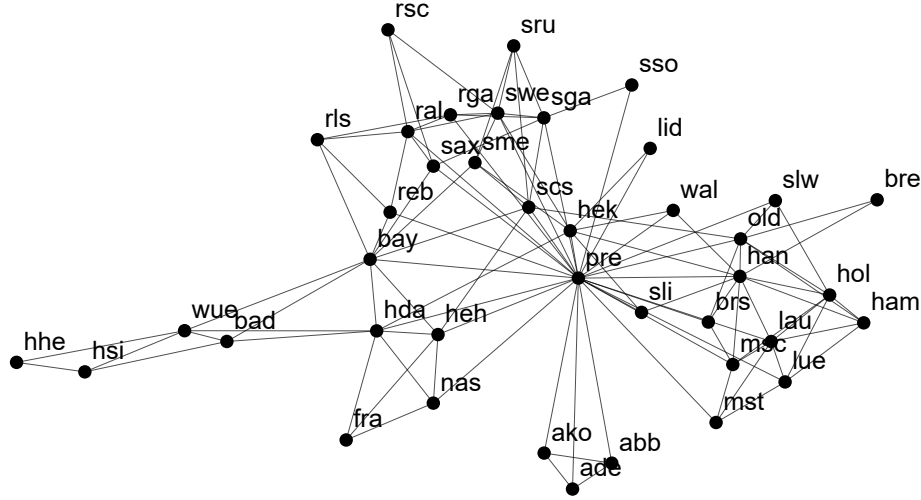 rsc
sru
sso
rga
swe
sga
ral
rls
lid
sax
sme
reb
scs
wal
slw
bre
hek
old
bay
han
pre
hol
sli
brs
ham
wue
bad
hda
heh
lau
hhe
hsi
msc
lue
nas
mst
fra
ako
abb
ade